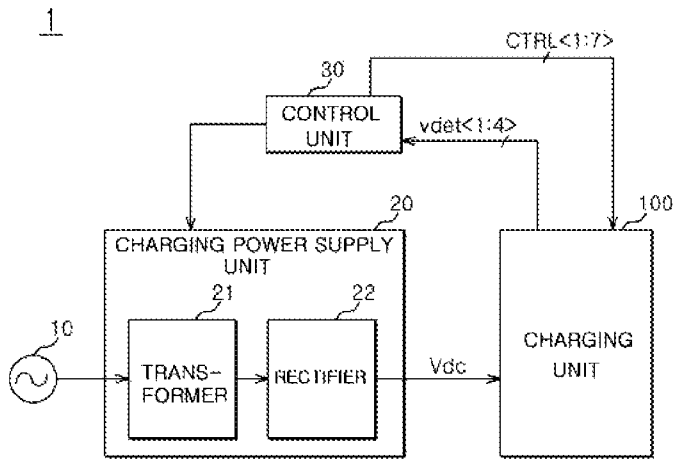 1
CTRL<1:7>
30
CONTROL
UNIT
vdet<1:4>
20
100
CHARGING POWER SUPPLY
UNIT
21
22
10
TRANS-
FORMER
RECTIFIER
Vdc
CHARGING
UNIT